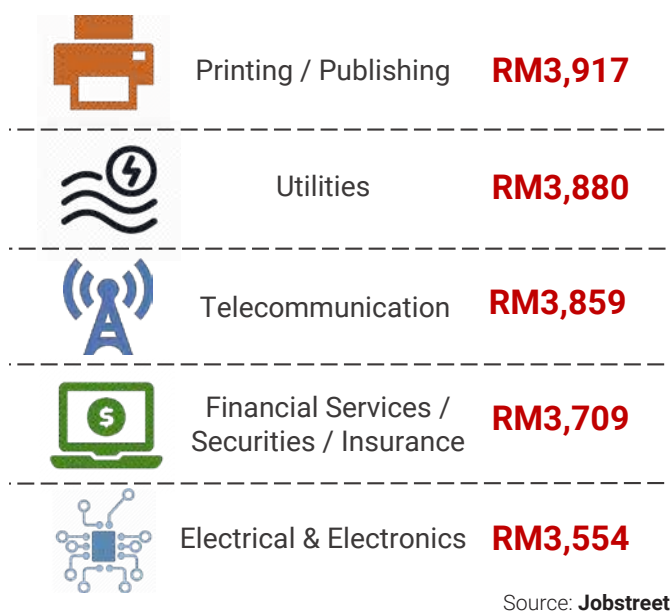 Printing / Publishing RM3,917
Utilities RM3,880
Telecommunication RM3,859
Financial Services /
Securities / Insurance RM3,709
Electrical & Electronics RM3,554
Source: Jobstreet